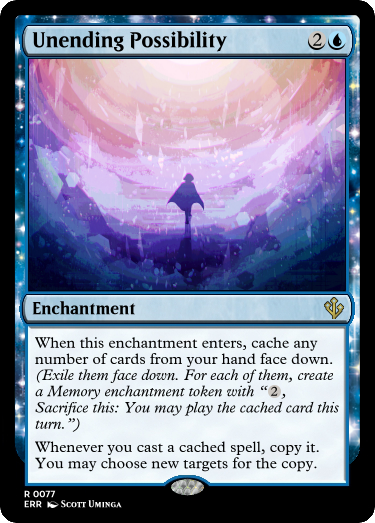 Unending Possibility 2
Enchantment
When this enchantment enters, cache any
number of cards from your hand face down.
(Exile them face down. For each of them, create
a Memory enchantment token with “2,
Sacrifice this: You may play the cached card this
turn.”)
Whenever you cast a cached spell, copy it.
You may choose new targets for the copy.
R 0077
ERR Scott Uminga